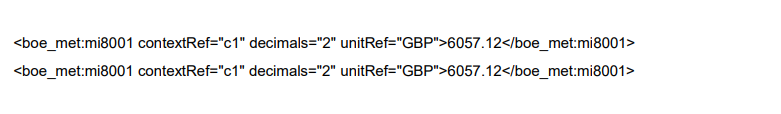 <boe_met:mi8001 contextRef="c1" decimals="2" unitRef="GBP">6057.12</boe_met:mi8001>
<boe_met:mi8001 contextRef="c1" decimals="2" unitRef="GBP">6057.12</boe_met:mi8001>